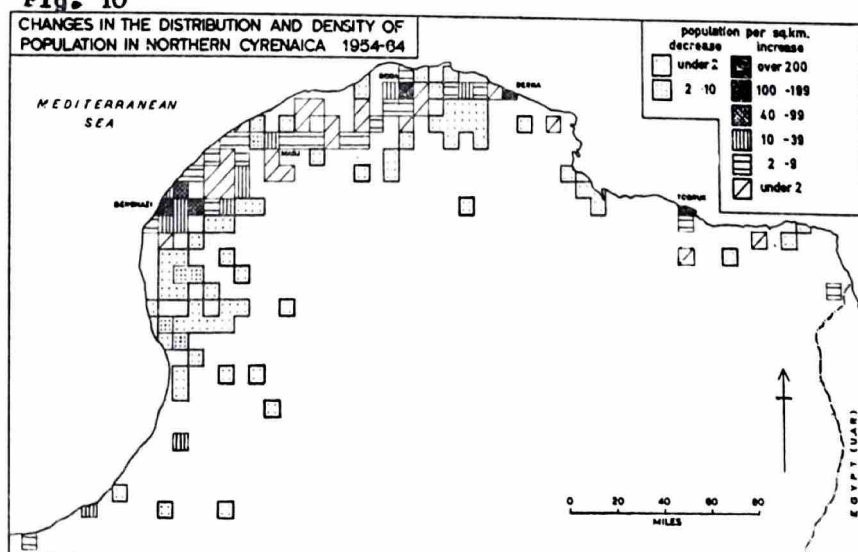 Fig. 10
CHANGES IN THE DISTRIBUTION AND DENSITY OF
POPULATION IN NORTHERN CYRENAICA 1954-64
population per sq.km.
decrease increase
under 2 over 200
2 - 10 100 - 199
40 - 99
10 - 39
2 - 9
under 2
MEDITERRANEAN
SEA
BEIDA
DERNA
MARJ
BENGHAZI
TOBRUK
EGYPT (UAR)
0 20 40 60 80
MILES